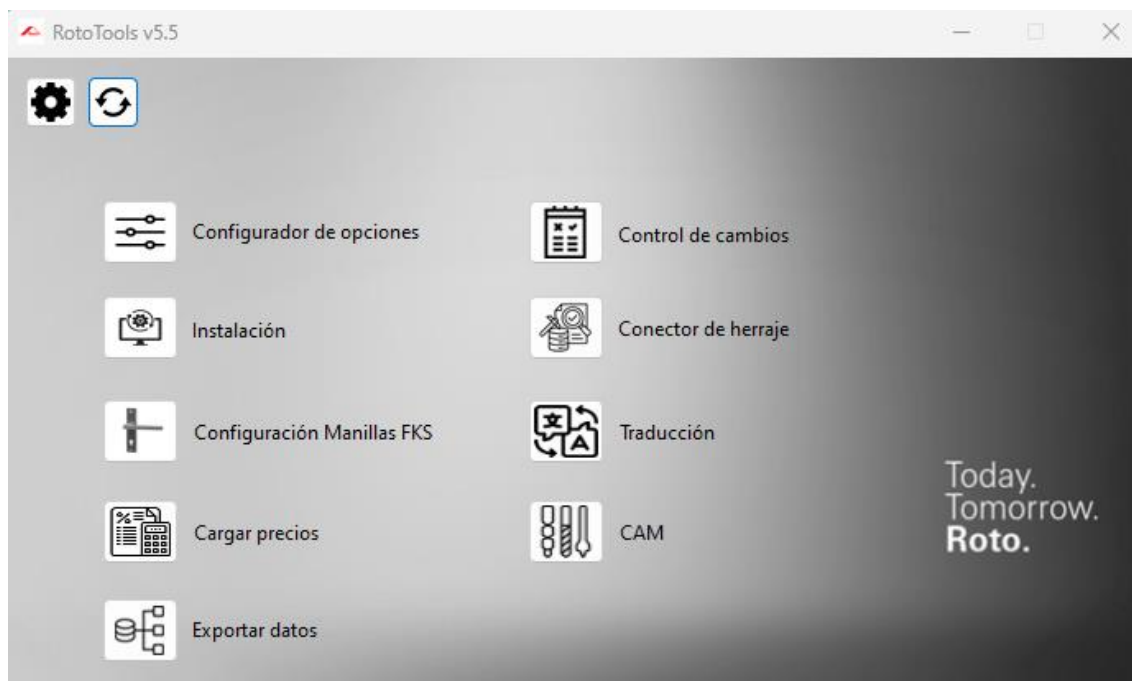 RotoTools v5.5
Configurador de opciones
Control de cambios
Instalación
Conector de herraje
Configuración Manillas FKS
Traducción
Cargar precios
CAM
Exportar datos
Today.
Tomorrow.
Roto.